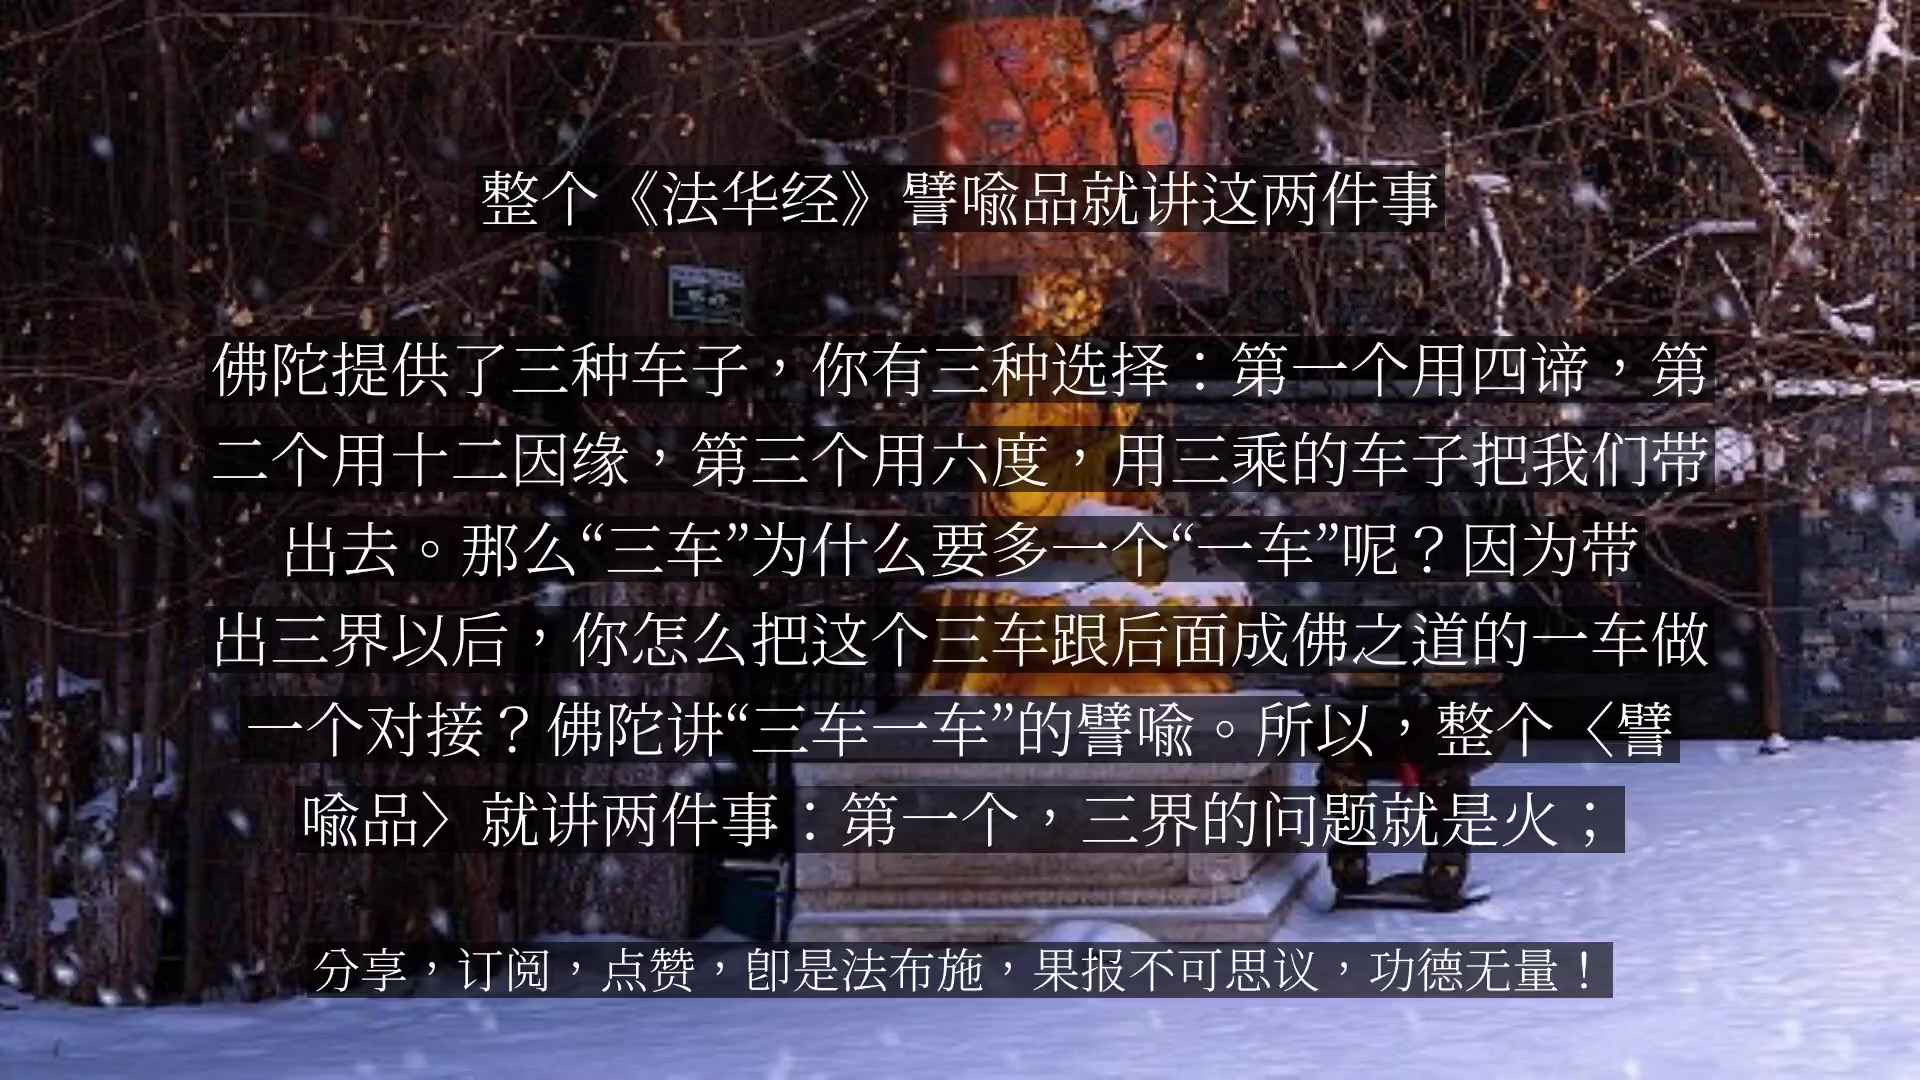 整个《法华经》譬喻品就讲这两件事
佛陀提供了三种车子，你有三种选择：第一个用四谛，第
二个用十二因缘，第三个用六度，用三乘的车子把我们带
出去。那么“三车”为什么要多一个“一车”呢？因为带
出三界以后，你怎么把这个三车跟后面成佛之道的一车做
一个对接？佛陀讲“三车一车”的譬喻。所以，整个〈譬
喻品〉就讲两件事：第一个，三界的问题就是火；
分享，订阅，点赞，即是法布施，果报不可思议，功德无量！